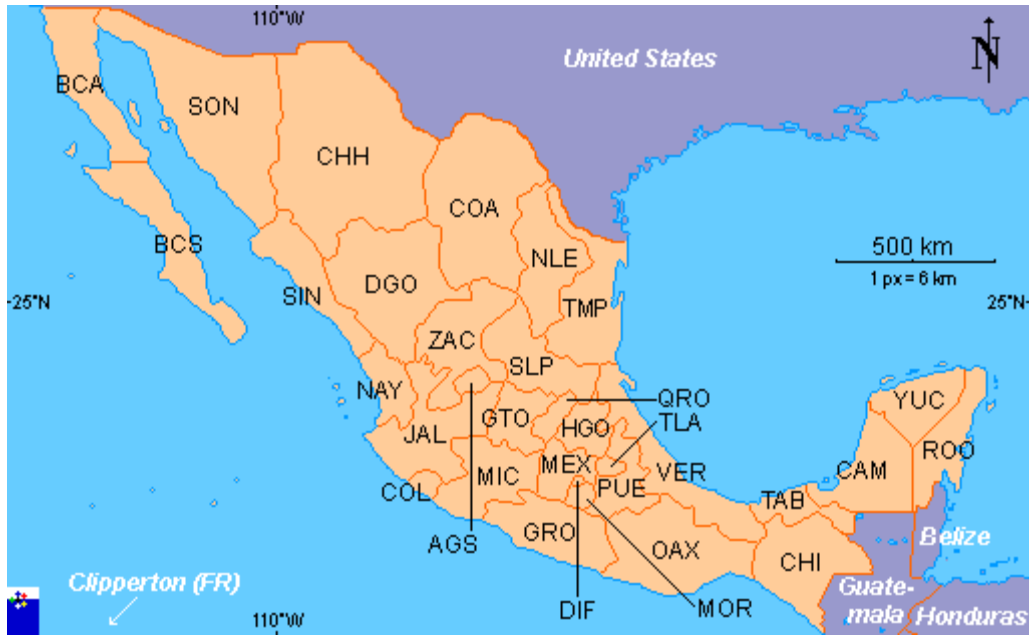 110°W
United States
N
BCA
SON
CHH
COA
BCS
NLE
500 km
1 px = 6 km
DGO
SIN
25°N
TMP
25°N
ZAC
SLP
NAY
QRO
YUC
GTO
HGO
TLA
JAL
ROO
MEX
VER
CAM
MIC
COL
PUE
TAB
GRO
AGS
OAX
Belize
CHI
Clipperton (FR)
Guate-
mala
DIF
MOR
Honduras
110°W